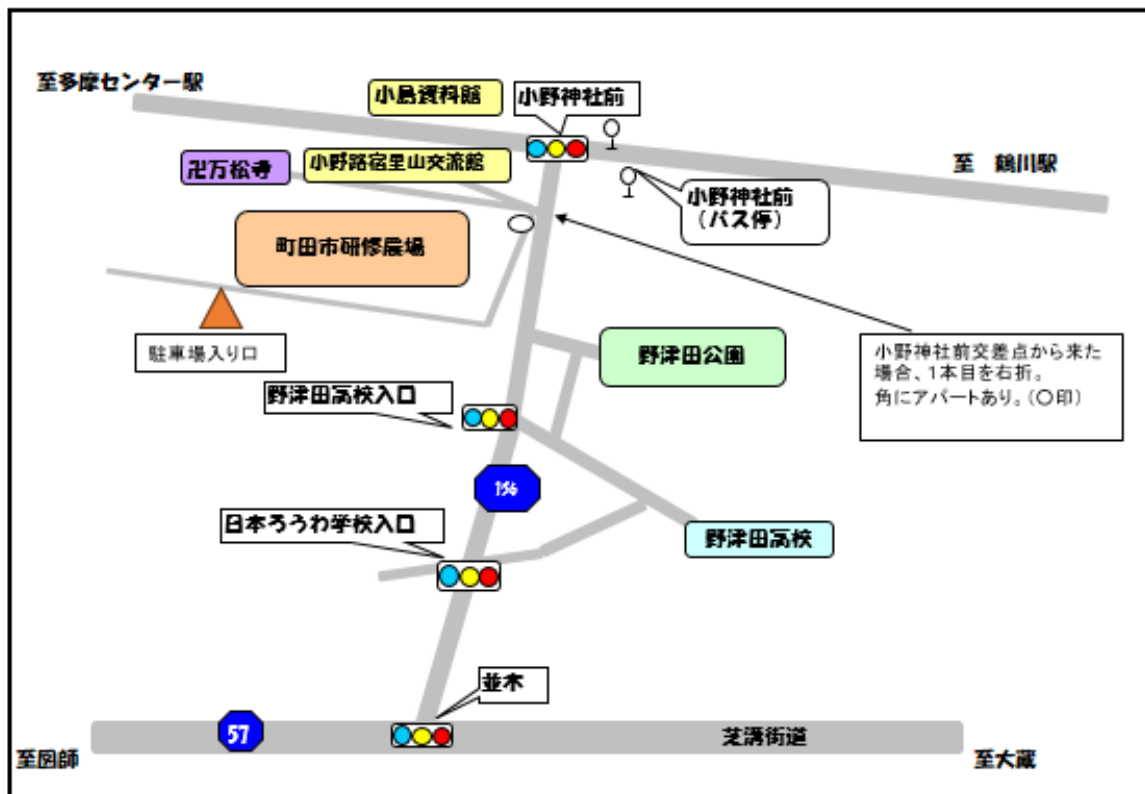 至多摩センター駅
小島資料館
小野神社前
卍万松寺
小野路宿里山交流館
至　鶴川駅
小野神社前
（バス停）
町田市研修農場
駐車場入り口
野津田公園
小野神社前交差点から来た
場合、1本目を右折。
角にアパートあり。（○印）
野津田高校入口
156
日本ろうわ学校入口
野津田高校
並木
57
芝溝街道
至図師
至大蔵